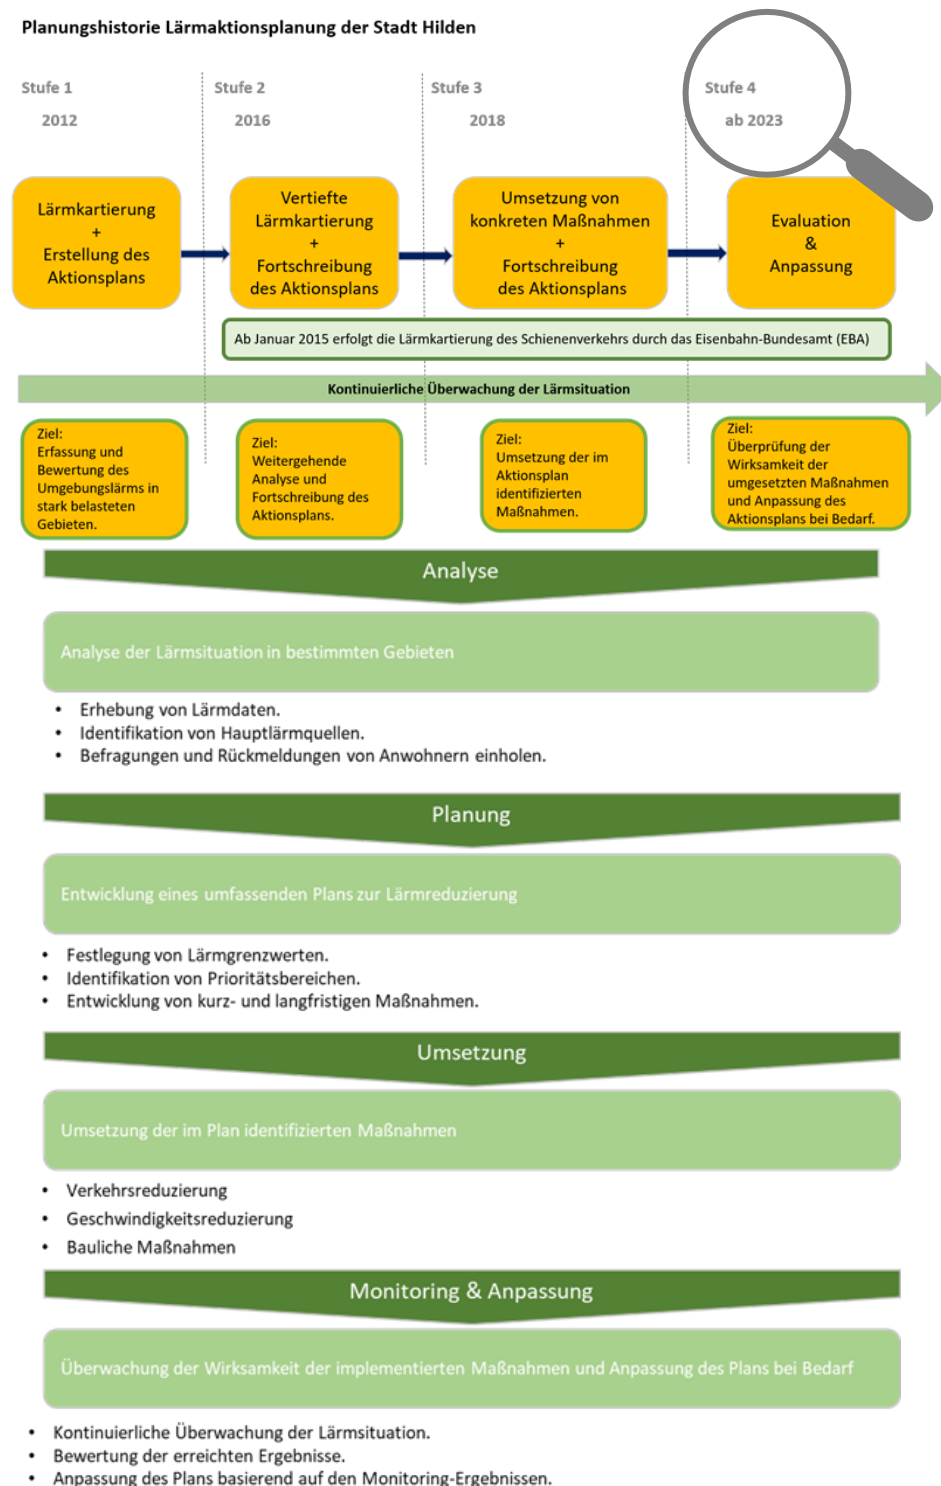 Planungshistorie Lärmaktionsplanung der Stadt Hilden
Stufe 1
2012
Stufe 2
2016
Stufe 3
2018
Stufe 4
ab 2023
Lärmkartierung
+
Erstellung des
Aktionsplans
Vertiefte
Lärmkartierung
+
Fortschreibung
des Aktionsplans
Umsetzung von
konkreten Maßnahmen
+
Fortschreibung
des Aktionsplans
Evaluation
&
Anpassung
Ab Januar 2015 erfolgt die Lärmkartierung des Schienenverkehrs durch das Eisenbahn-Bundesamt (EBA)
Kontinuierliche Überwachung der Lärmsituation
Ziel:
Erfassung und
Bewertung des
Umgebungslärms in
stark belasteten
Gebieten.
Ziel:
Weitergehende
Analyse und
Fortschreibung des
Aktionsplans.
Ziel:
Umsetzung der im
Aktionsplan
identifizierten
Maßnahmen.
Ziel:
Überprüfung der
Wirksamkeit der
umgesetzten Maßnahmen
und Anpassung des
Aktionsplans bei Bedarf.
Analyse
Analyse der Lärmsituation in bestimmten Gebieten
• Erhebung von Lärmdaten.
• Identifikation von Hauptlärmquellen.
• Befragungen und Rückmeldungen von Anwohnern einholen.
Planung
Entwicklung eines umfassenden Plans zur Lärmreduzierung
• Festlegung von Lärmgrenzwerten.
• Identifikation von Prioritätsbereichen.
• Entwicklung von kurz- und langfristigen Maßnahmen.
Umsetzung
Umsetzung der im Plan identifizierten Maßnahmen
• Verkehrsreduzierung
• Geschwindigkeitsreduzierung
• Bauliche Maßnahmen
Monitoring & Anpassung
Überwachung der Wirksamkeit der implementierten Maßnahmen und Anpassung des Plans bei Bedarf
• Kontinuierliche Überwachung der Lärmsituation.
• Bewertung der erreichten Ergebnisse.
• Anpassung des Plans basierend auf den Monitoring-Ergebnissen.